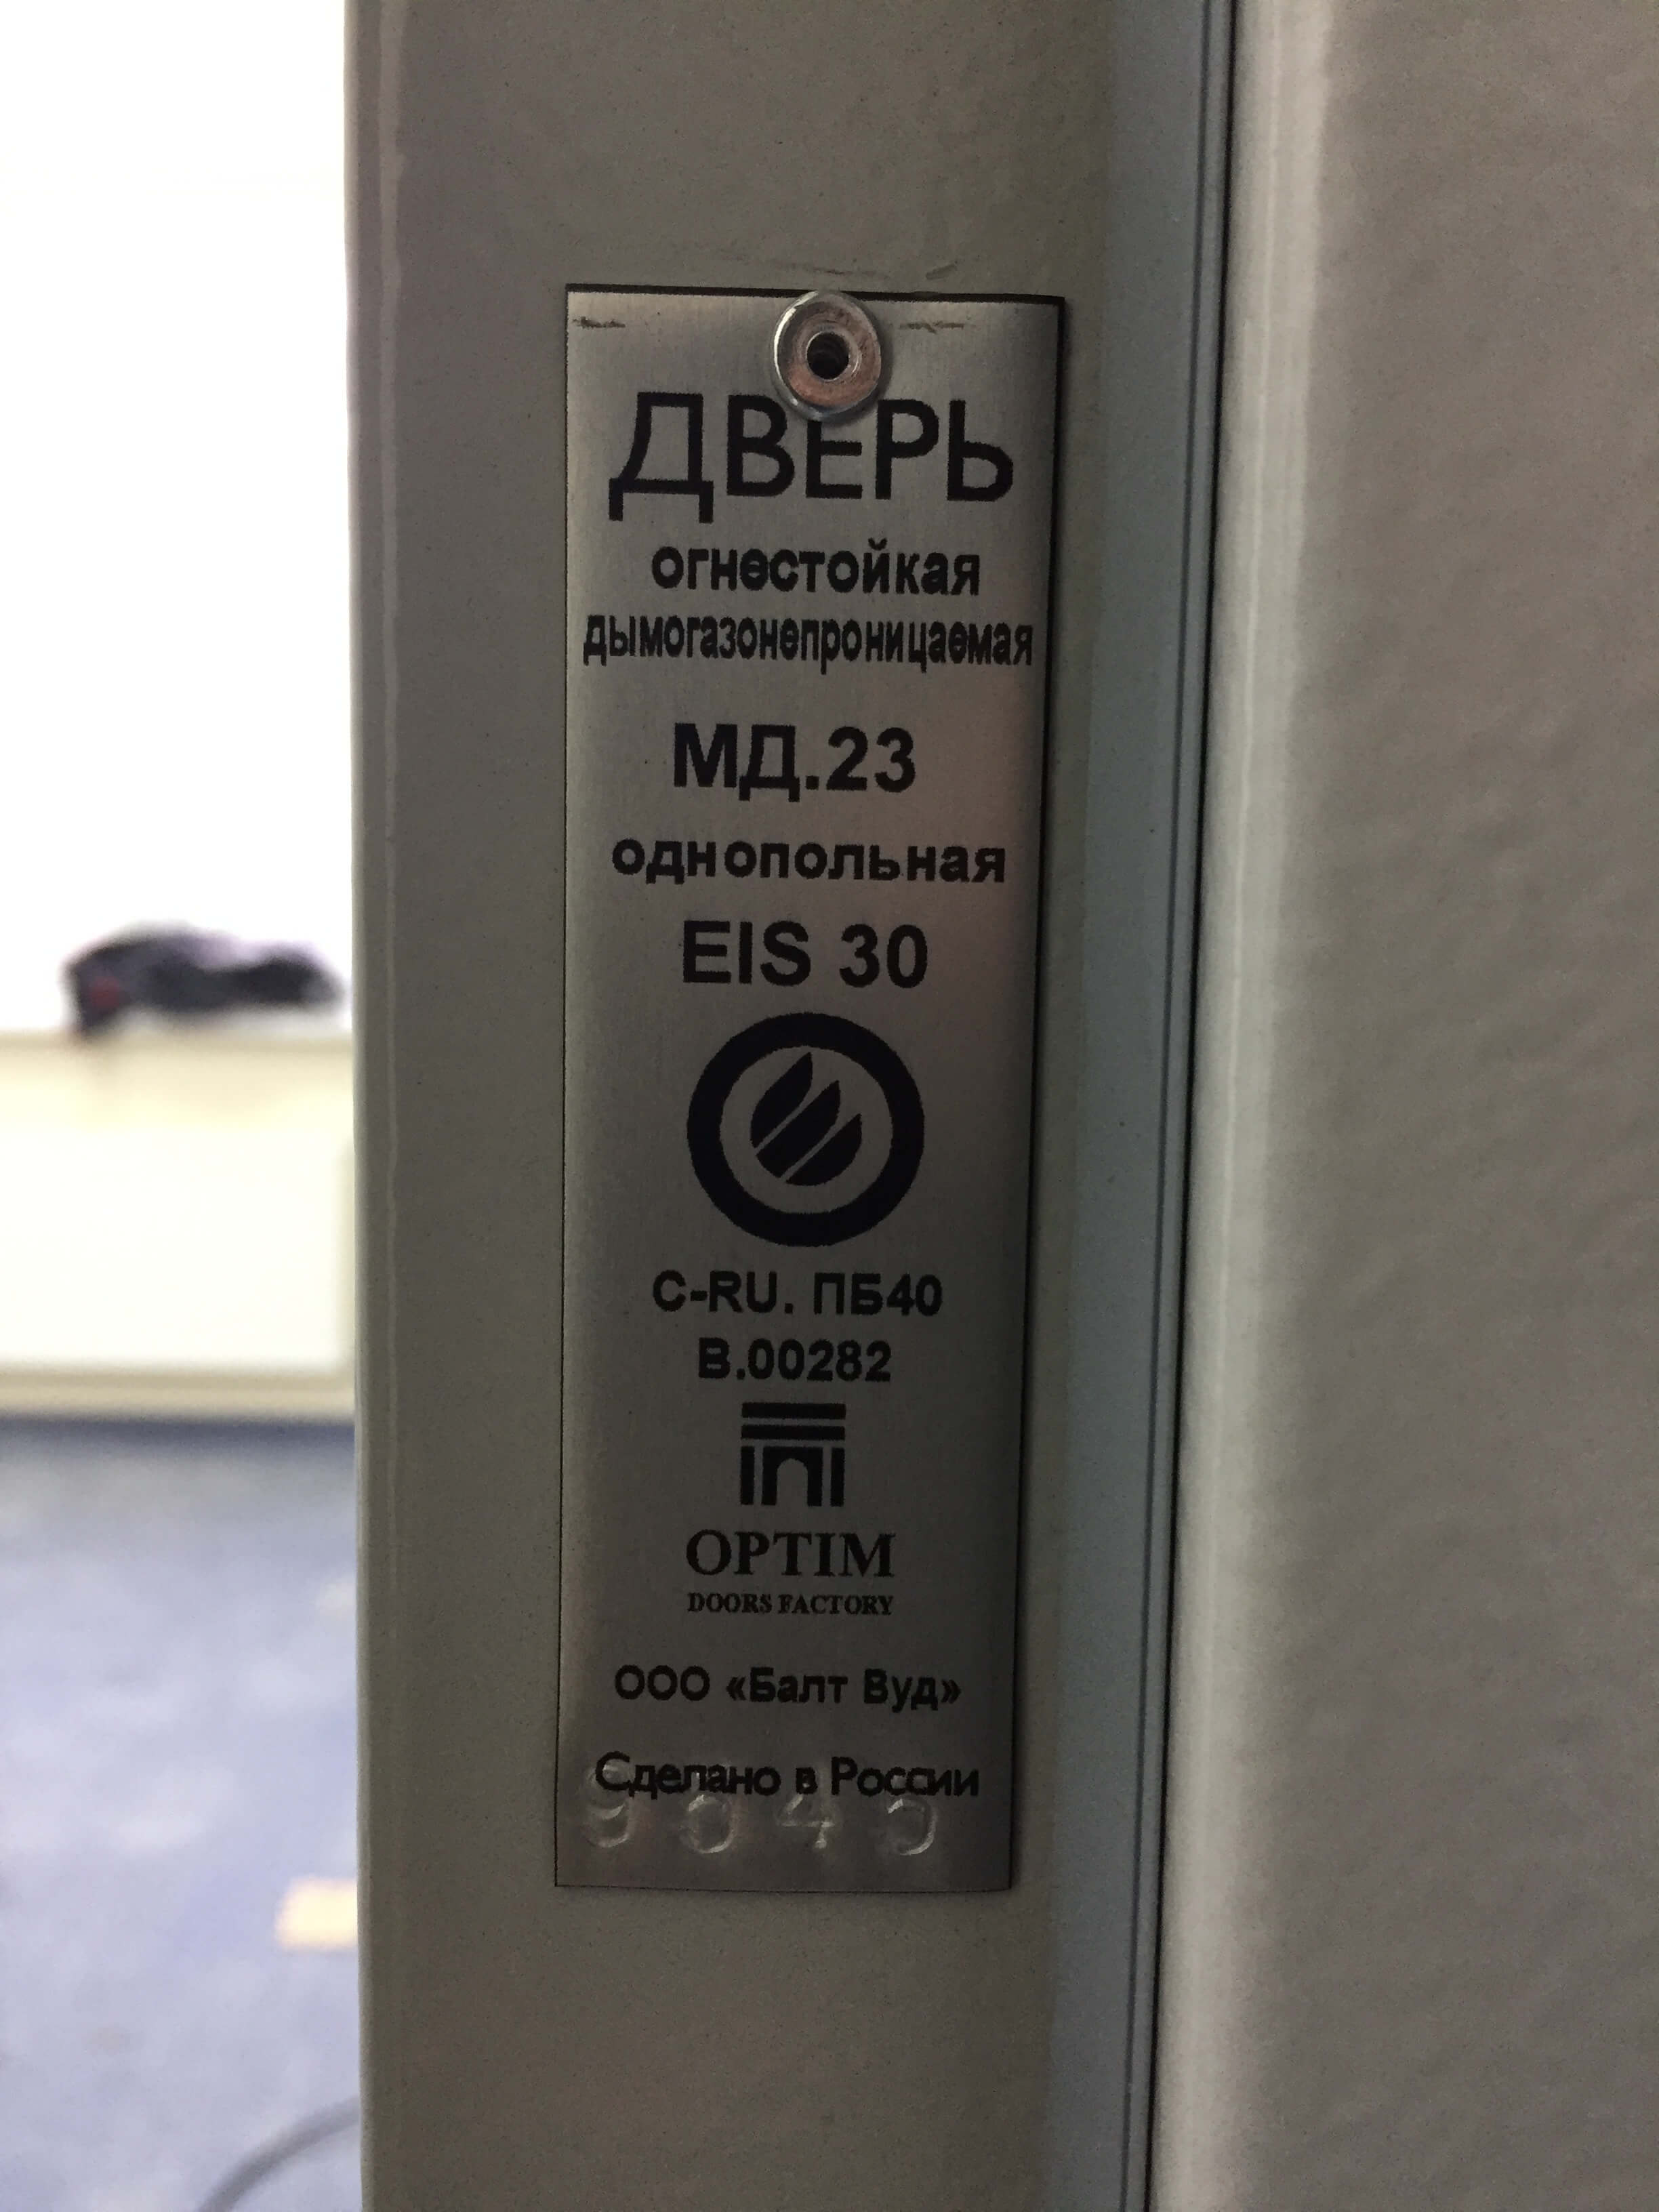 ДВЕРЬ
огнестойкая
дымогазонепроницаемая
МД.23
однопольная
EIS 30
C-RU. ПБ40
В.00282
OPTIM
DOORS FACTORY
ООО «Балт Вуд»
Сделано в России